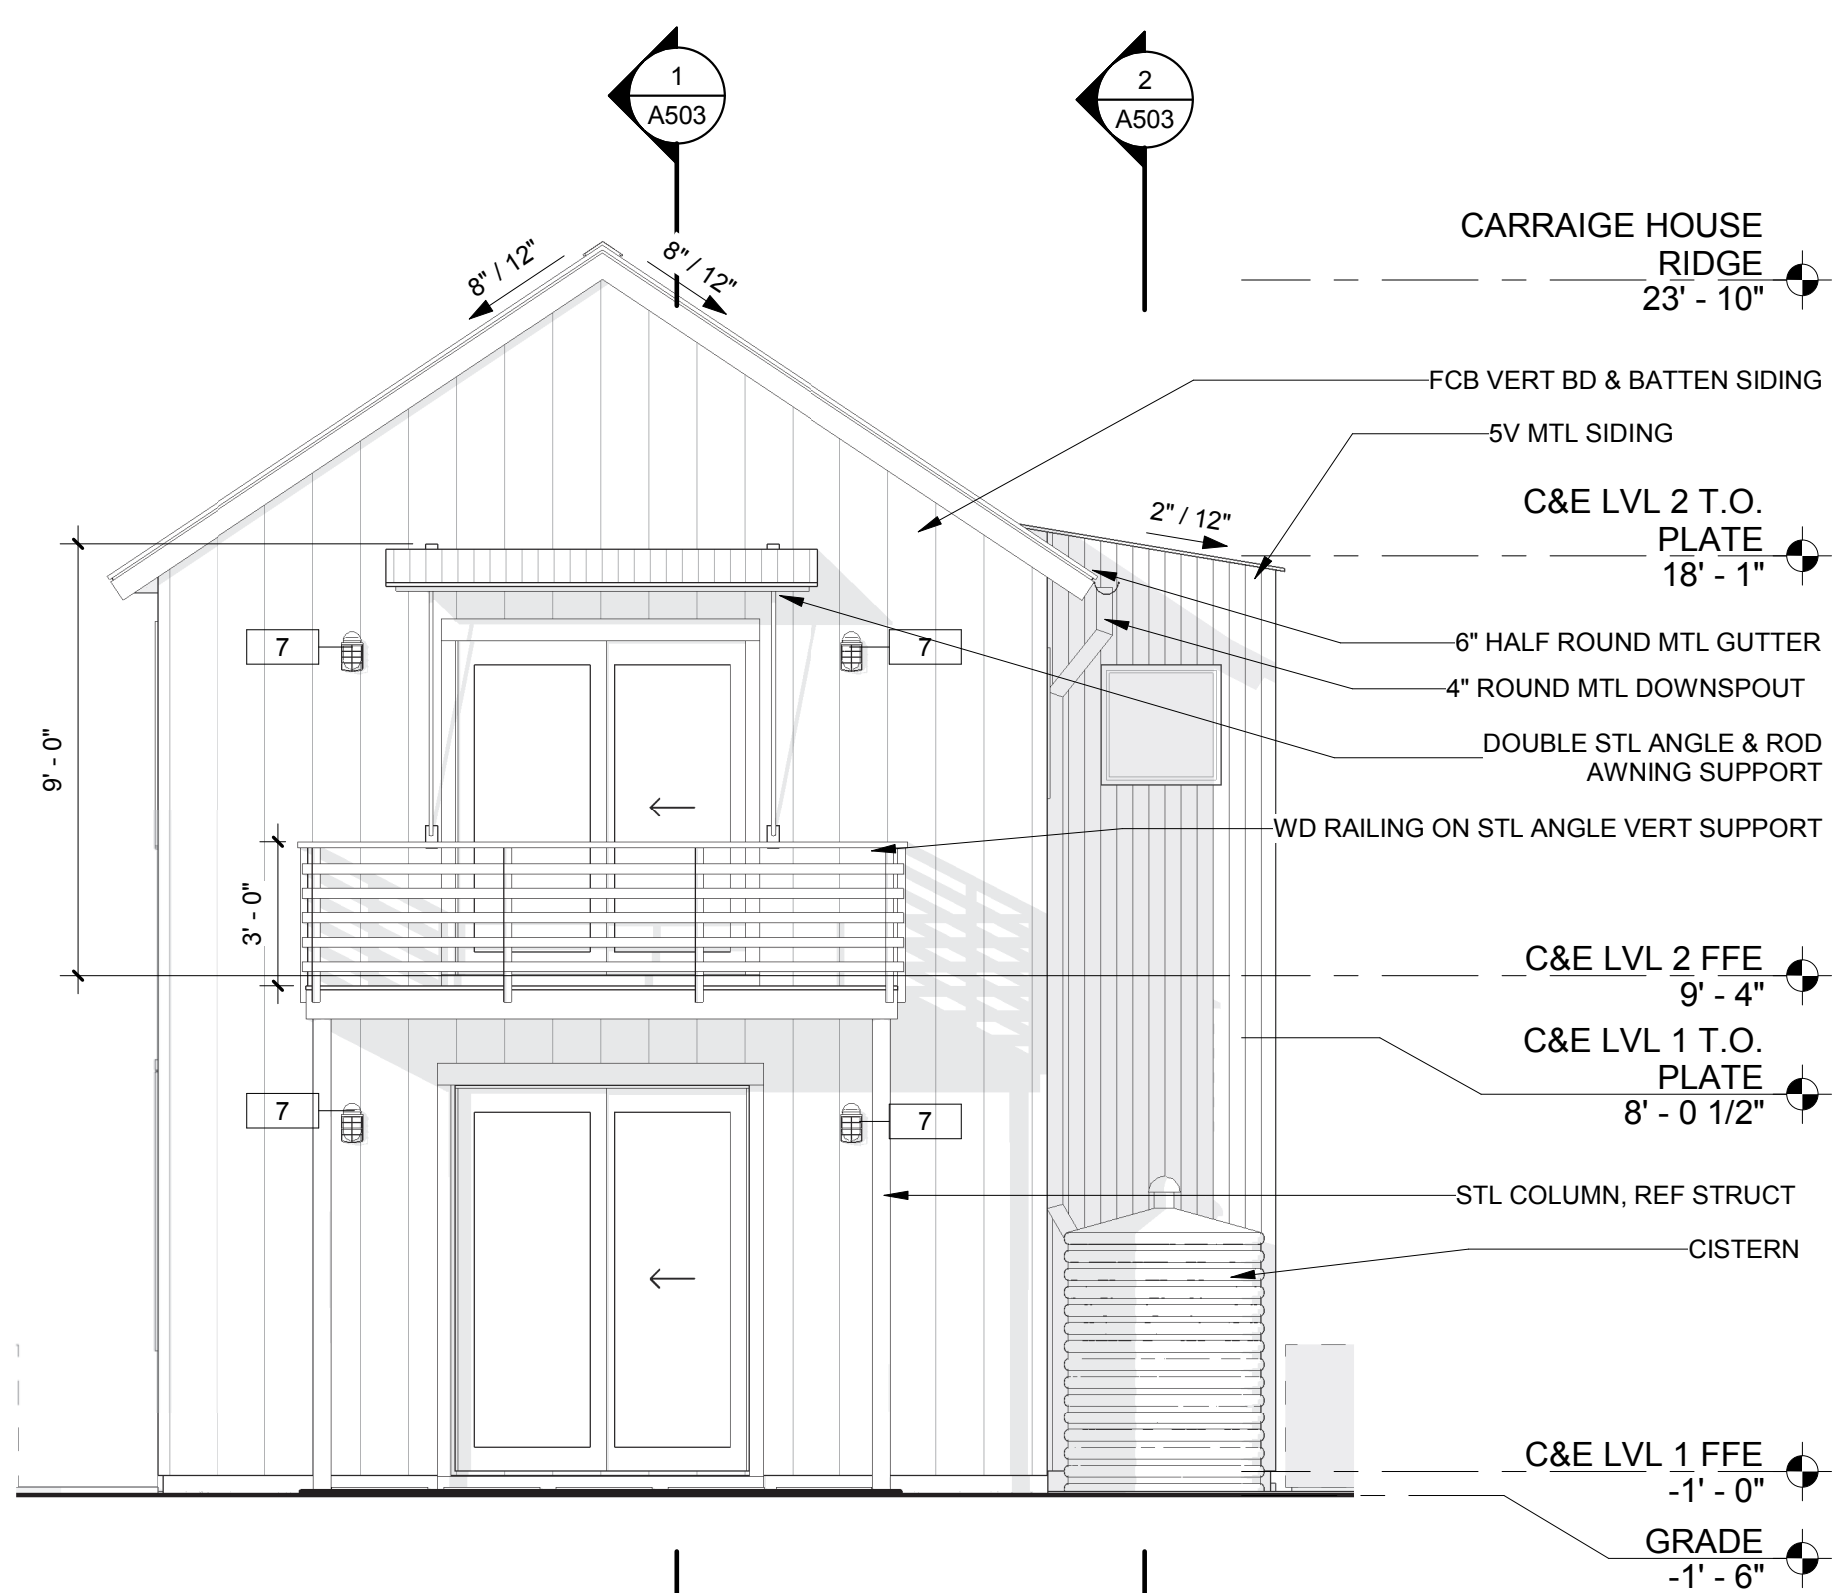 1
A503
2
A503
8" / 12"
8" / 12"
CARRAIGE HOUSE
RIDGE
23' - 10"
FCB VERT BD & BATTEN SIDING
5V MTL SIDING
2" / 12"
C&E LVL 2 T.O.
PLATE
18' - 1"
7
7
6" HALF ROUND MTL GUTTER
4" ROUND MTL DOWNSPOUT
9' - 0"
DOUBLE STL ANGLE & ROD
AWNING SUPPORT
WD RAILING ON STL ANGLE VERT SUPPORT
3' - 0"
C&E LVL 2 FFE
9' - 4"
C&E LVL 1 T.O.
PLATE
8' - 0 1/2"
7
7
STL COLUMN, REF STRUCT
CISTERN
C&E LVL 1 FFE
-1' - 0"
GRADE
-1' - 6"